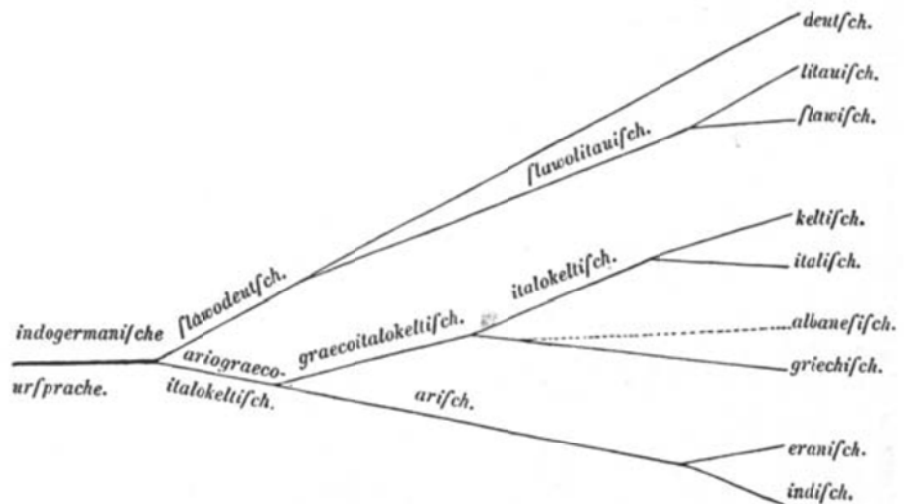 deutſch.
litauiſch.
ſlawiſch.
ſlawolitauiſch.
keltiſch.
italiſch.
italokeltiſch.
ſlawodeutſch.
graecoitalokeltiſch.
albaneſiſch.
griechiſch.
indogermaniſche
urſprache.
ariograeco-
italokeltiſch.
ariſch.
eraniſch.
indiſch.